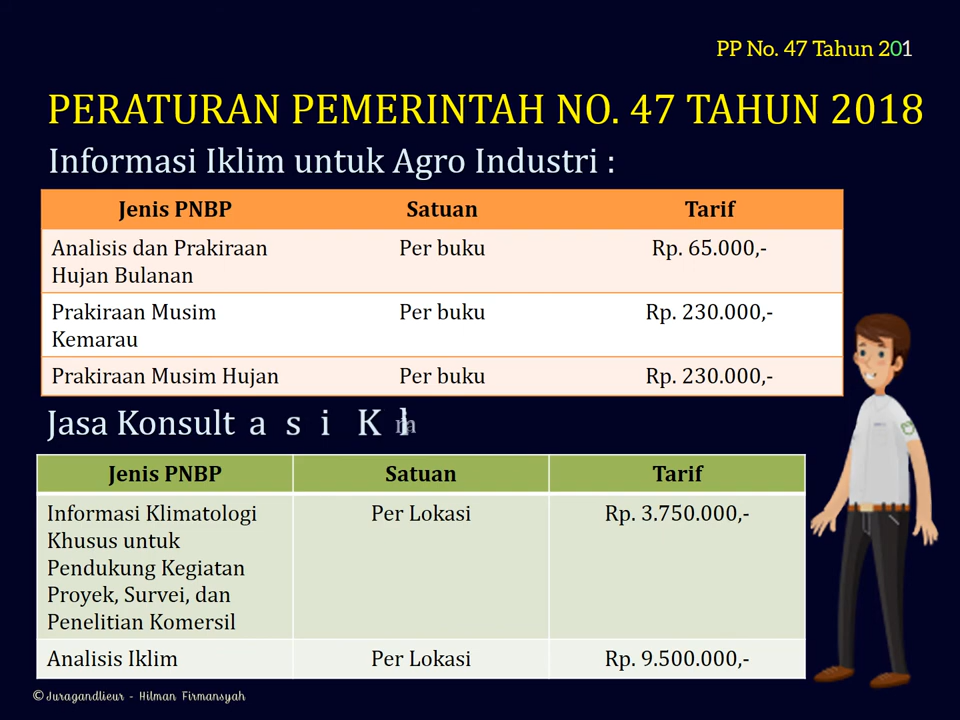 PP No. 47 Tahun 201
PERATURAN PEMERINTAH NO. 47 TAHUN 2018
Informasi Iklim untuk Agro Industri :
Jenis PNBP Satuan Tarif
Analisis dan Prakiraan Per buku Rp. 65.000,-
Hujan Bulanan
Prakiraan Musim Per buku Rp. 230.000,-
Kemarau
Prakiraan Musim Hujan Per buku Rp. 230.000,-
Jasa Konsultasi
Jenis PNBP Satuan Tarif
Informasi Klimatologi Per Lokasi Rp. 3.750.000,-
Khusus untuk
Pendukung Kegiatan
Proyek, Survei, dan
Penelitian Komersil
Analisis Iklim Per Lokasi Rp. 9.500.000,-
© Juragandlieur - Hilman Firmansyah